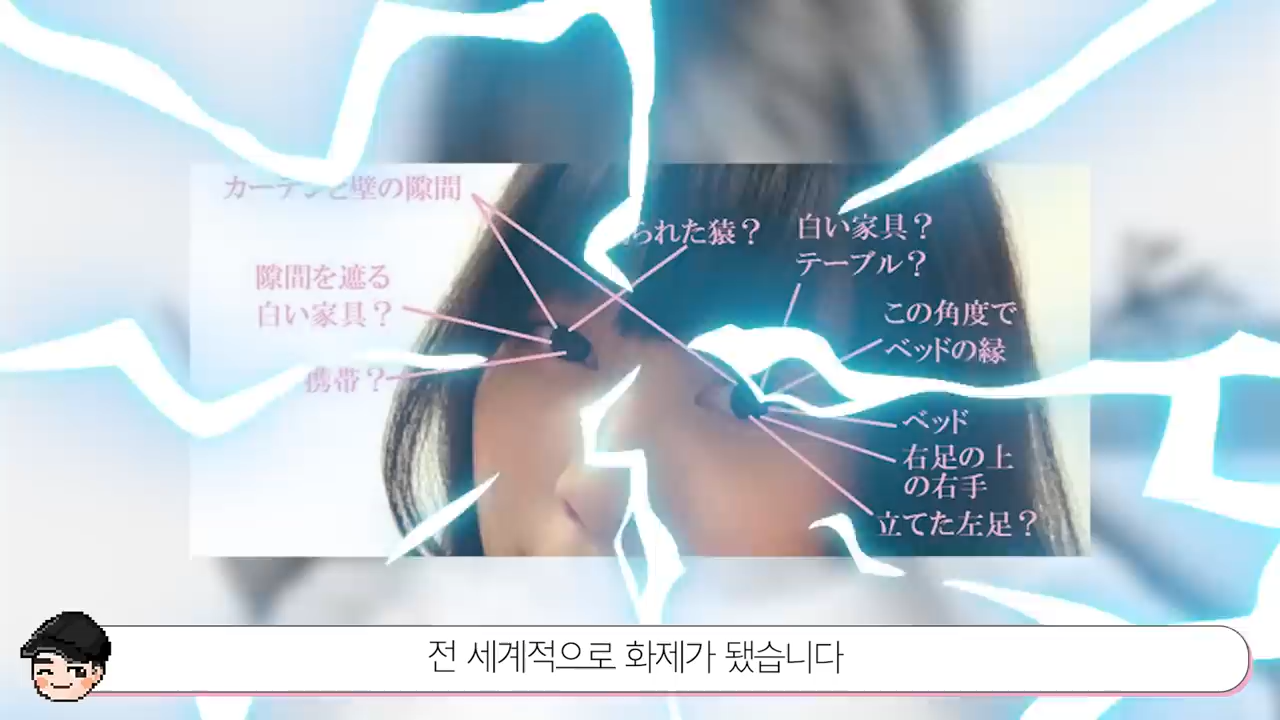 カーテンと壁の隙間
られた猿？
白い家具？
テーブル？
隙間を遮る
白い家具？
この角度で
ベッドの縁
携帯？
ベッド
右足の上
の右手
立てた左足？
전 세계적으로 화제가 됐습니다